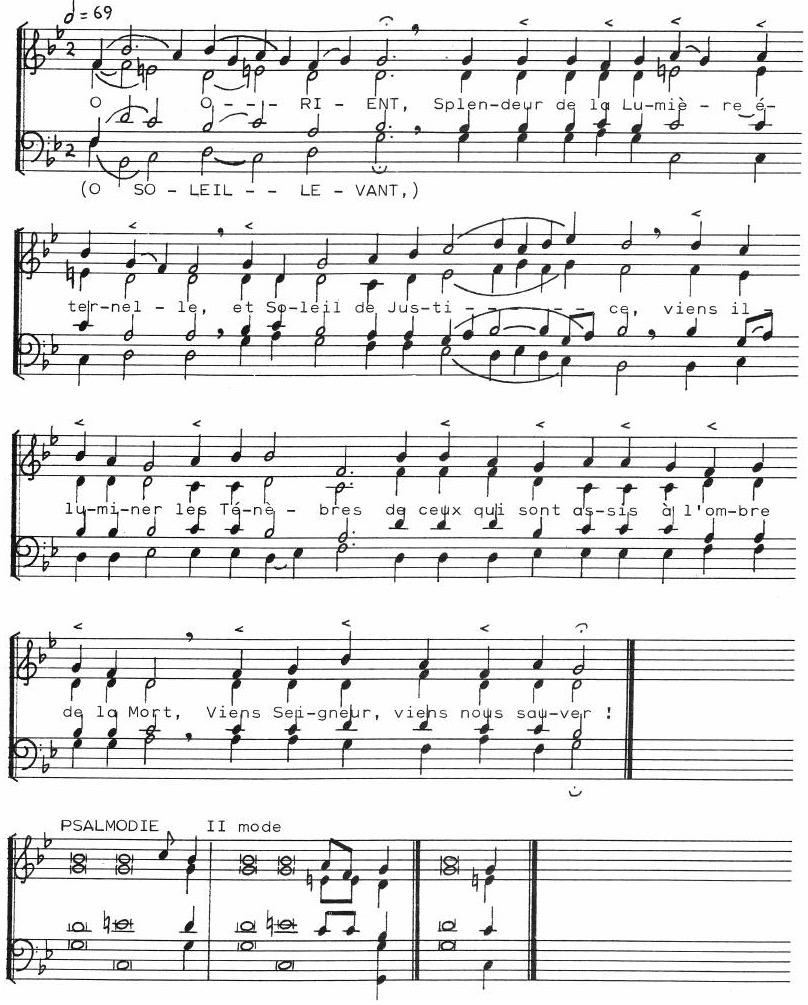 = 69
2
O O - - - RI - ENT, Splen-deur de la Lu-miè - re é-
2
(O SO - LEIL - - LE - VANT,)
ter-nel - le, et So-leil de Jus-ti - - - - - - - ce, viens il -
lu-mi-ner les Té-nè - bres de ceux qui sont as-sis à l'om-bre
de la Mort, Viens Sei-gneur, viens nous sau-ver !
PSALMODIE II mode